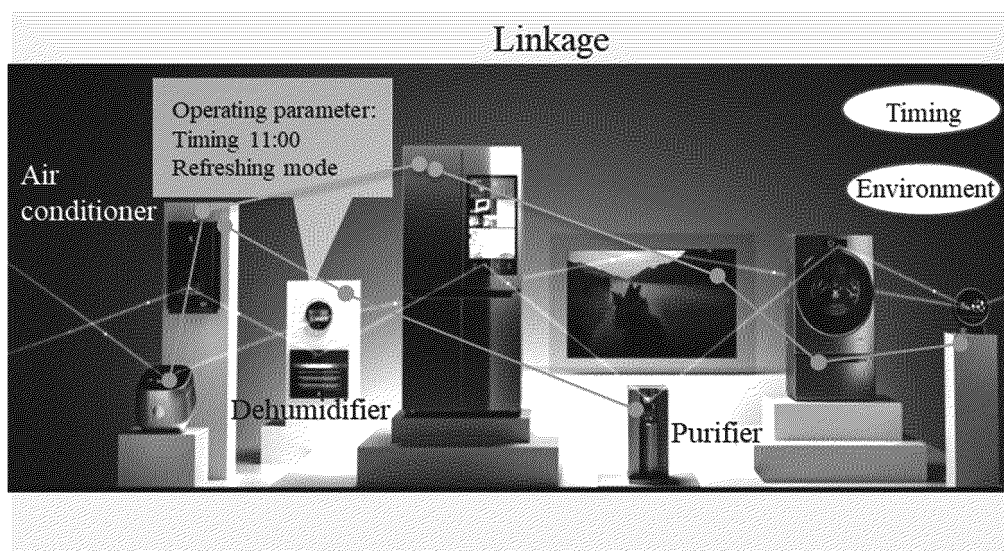 Linkage
Operating parameter:
Timing 11:00
Refreshing mode
Timing
Environment
Air
conditioner
Dehumidifier
Purifier